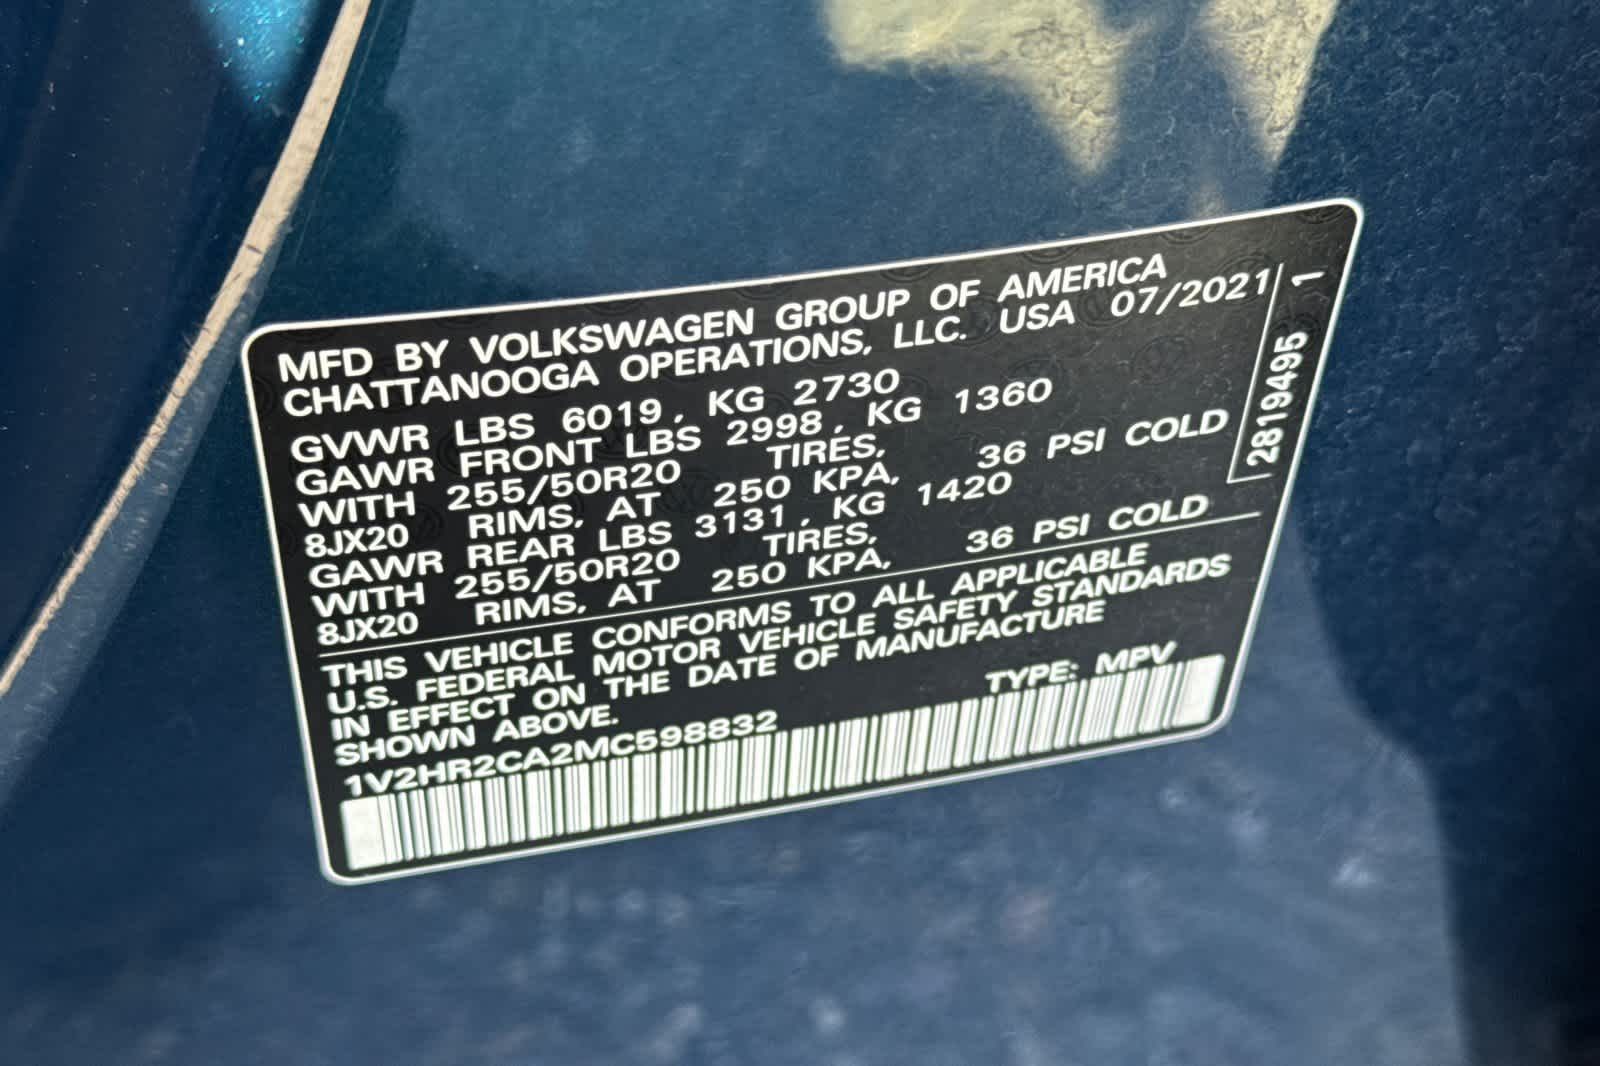 MFD BY VOLKSWAGEN GROUP OF AMERICA
CHATTANOOGA OPERATIONS, LLC. USA 07/2021
GVWR LBS 6019, KG 2730
GAWR FRONT LBS 2998, KG 1360
WITH 255/50R20 TIRES,
8JX20 RIMS, AT 250 KPA, 36 PSI COLD
GAWR REAR LBS 3131, KG 1420
WITH 255/50R20 TIRES,
8JX20 RIMS, AT 250 KPA, 36 PSI COLD
THIS VEHICLE CONFORMS TO ALL APPLICABLE
U.S. FEDERAL MOTOR VEHICLE SAFETY STANDARDS
IN EFFECT ON THE DATE OF MANUFACTURE
SHOWN ABOVE.
TYPE: MPV
1V2HR2CA2MC598832
2819495 1